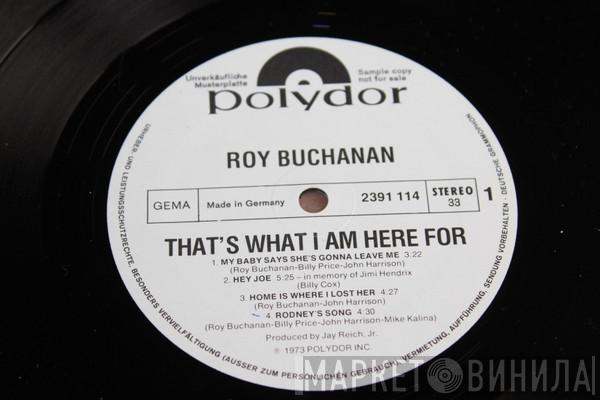 Unverkäufliche
Musterplatte
Sample copy
not for sale
polydor
ROY BUCHANAN
GEMA
Made in Germany
2391 114
STEREO
33
1
THAT'S WHAT I AM HERE FOR
1. MY BABY SAYS SHE'S GONNA LEAVE ME 3:22
(Roy Buchanan-Billy Price-John Harrison)
2. HEY JOE 5:25 – in memory of Jimi Hendrix
(Billy Cox)
3. HOME IS WHERE I LOST HER 4:27
(Roy Buchanan-John Harrison)
4. RODNEY'S SONG 4:30
(Roy Buchanan-Billy Price-John Harrison-Mike Kalina)
Produced by Jay Reich, Jr.
℗ 1973 POLYDOR INC.
URHEBER- UND LEISTUNGSSCHUTZRECHTE, BESONDERS VERVIELFÄLTIGUNG (AUSSER ZUM PERSÖNLICHEN GEBRAUCH), VERMIETUNG, AUFFÜHRUNG, SENDUNG VORBEHALTEN · DEUTSCHE GRAMMOPHON
МАРКЕТ ВИНИЛА